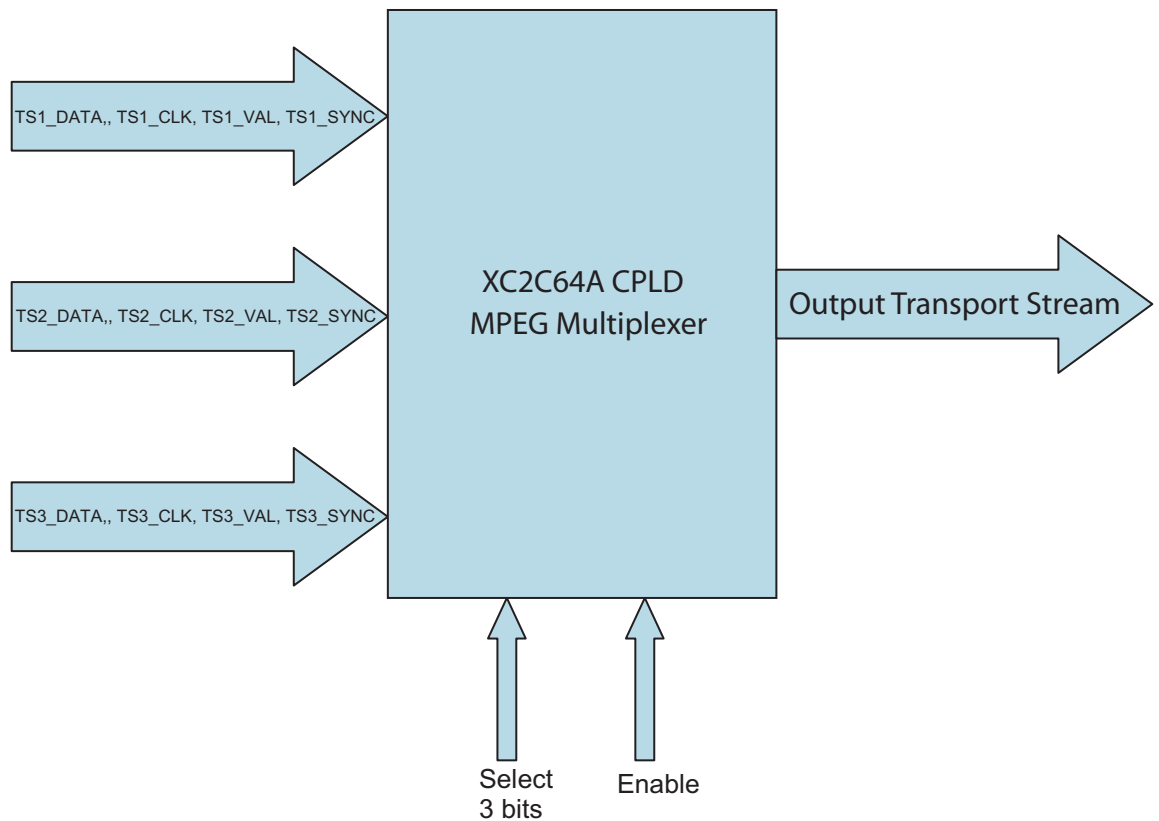 TS1_DATA,, TS1_CLK, TS1_VAL, TS1_SYNC
TS2_DATA,, TS2_CLK, TS2_VAL, TS2_SYNC
TS3_DATA,, TS3_CLK, TS3_VAL, TS3_SYNC
XC2C64A CPLD
MPEG Multiplexer
Output Transport Stream
Select
3 bits
Enable